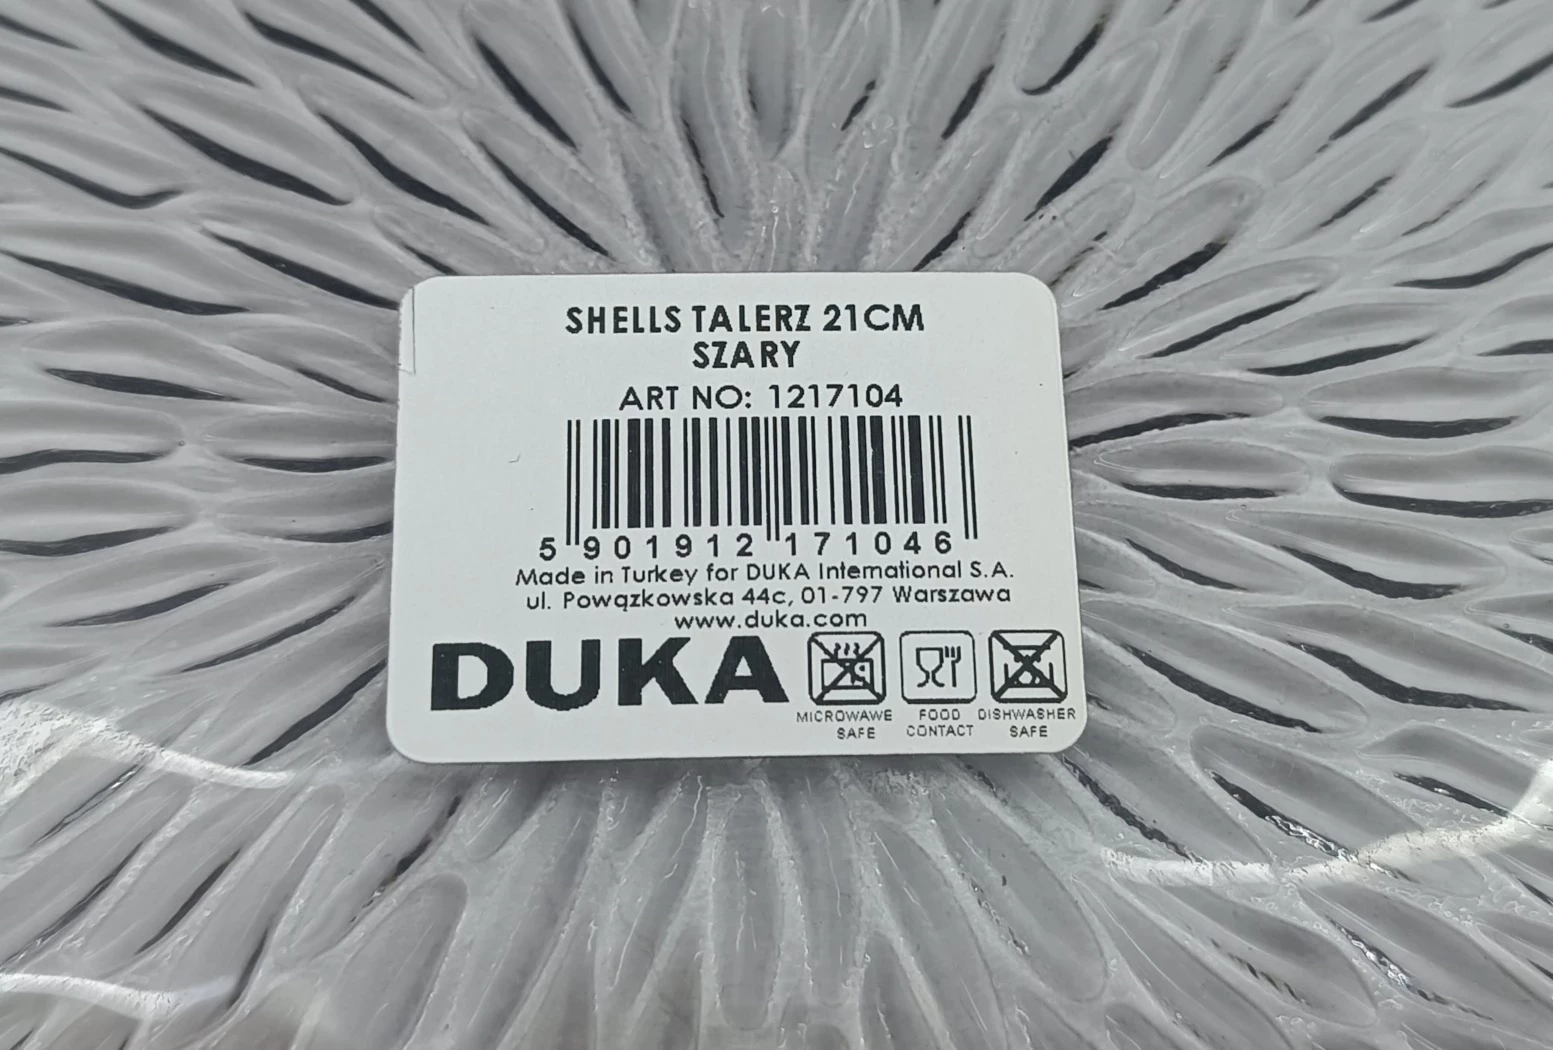 SHELLS TALERZ 21CM
SZARY
ART NO: 1217104
5 901912 171046
Made in Turkey for DUKA International S.A.
ul. Powązkowska 44c, 01-797 Warszawa
www.duka.com
DUKA
MICROWAWE SAFE
FOOD CONTACT
DISHWASHER SAFE